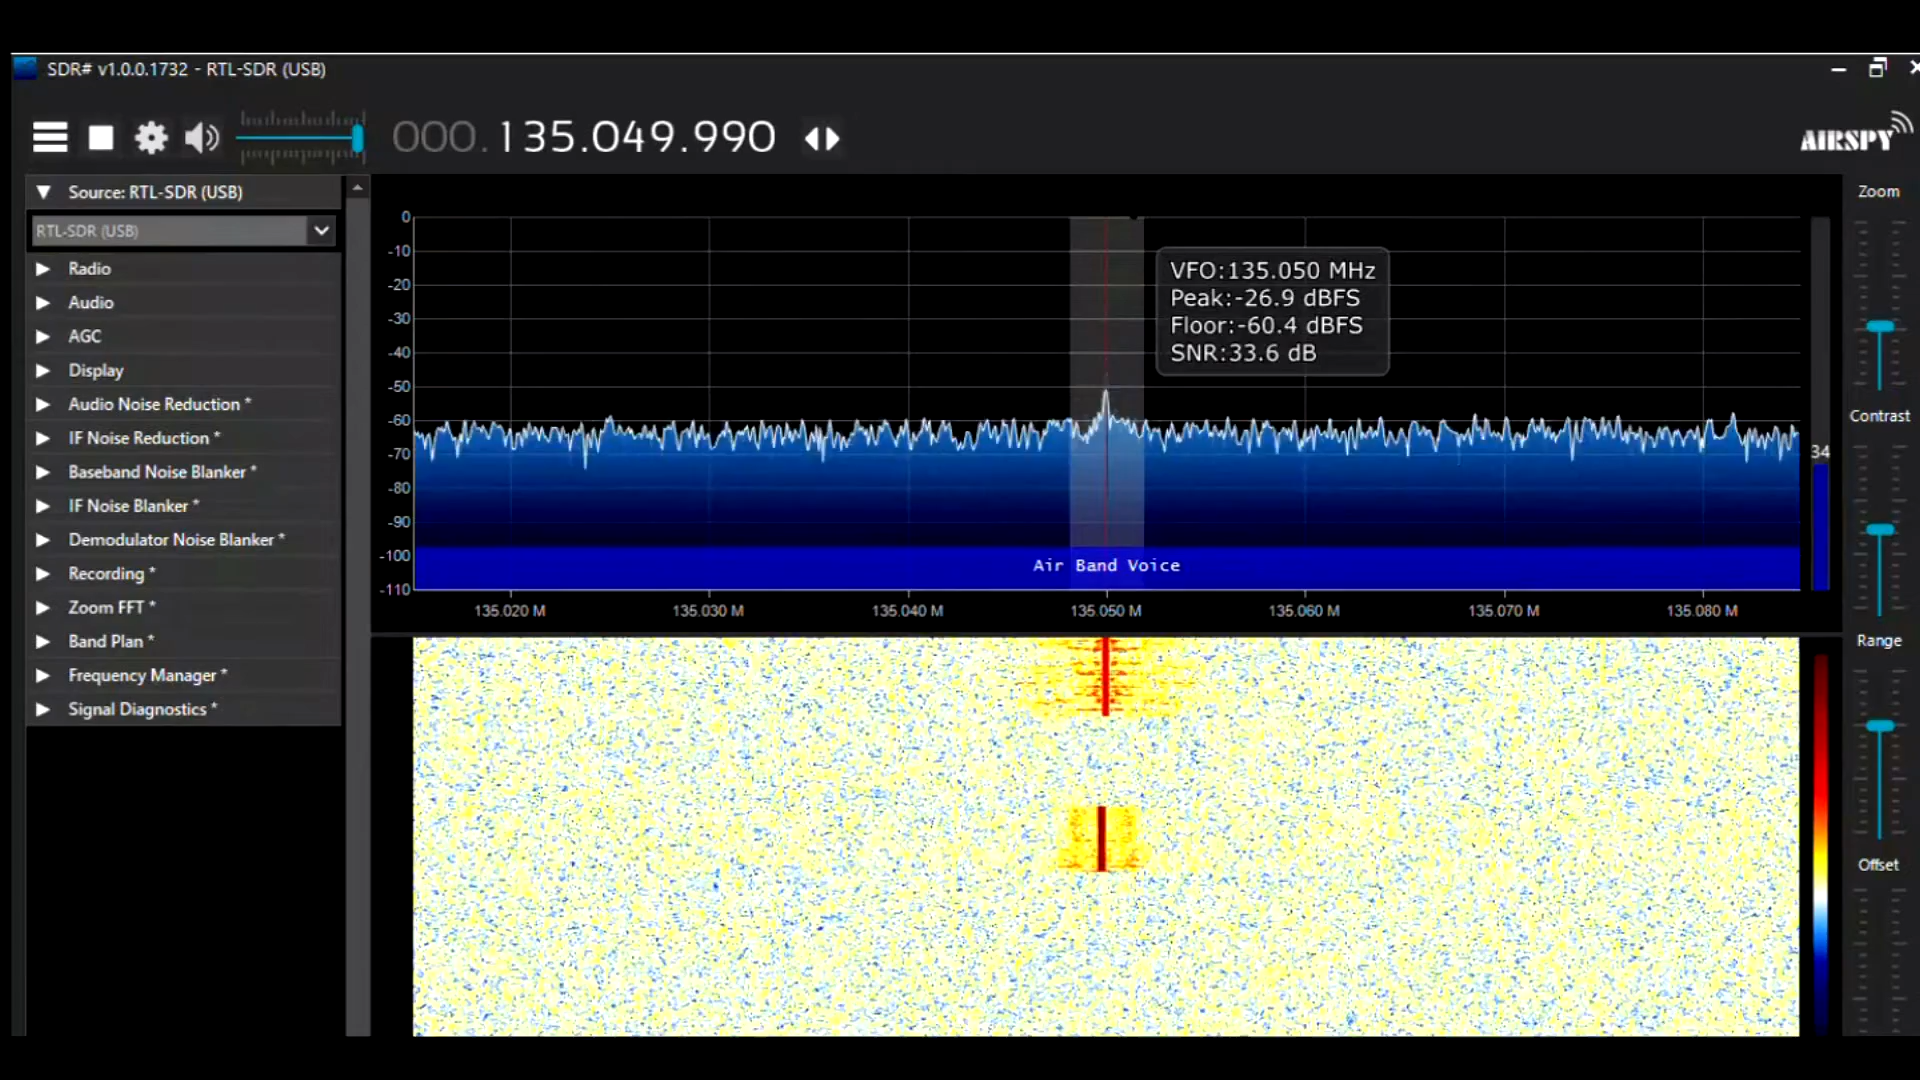 SDR# v1.0.0.1732 - RTL-SDR (USB)
000.135.049.990
AIRSPY
Source: RTL-SDR (USB)
RTL-SDR (USB)
Radio
Audio
AGC
Display
Audio Noise Reduction *
IF Noise Reduction *
Baseband Noise Blanker *
IF Noise Blanker *
Demodulator Noise Blanker *
Recording *
Zoom FFT *
Band Plan *
Frequency Manager *
Signal Diagnostics *
0
-10
-20
-30
-40
-50
-60
-70
-80
-90
-100
-110
VFO:135.050 MHz
Peak:-26.9 dBFS
Floor:-60.4 dBFS
SNR:33.6 dB
Air Band Voice
135.020 M
135.030 M
135.040 M
135.050 M
135.060 M
135.070 M
135.080 M
34
Zoom
Contrast
Range
Offset